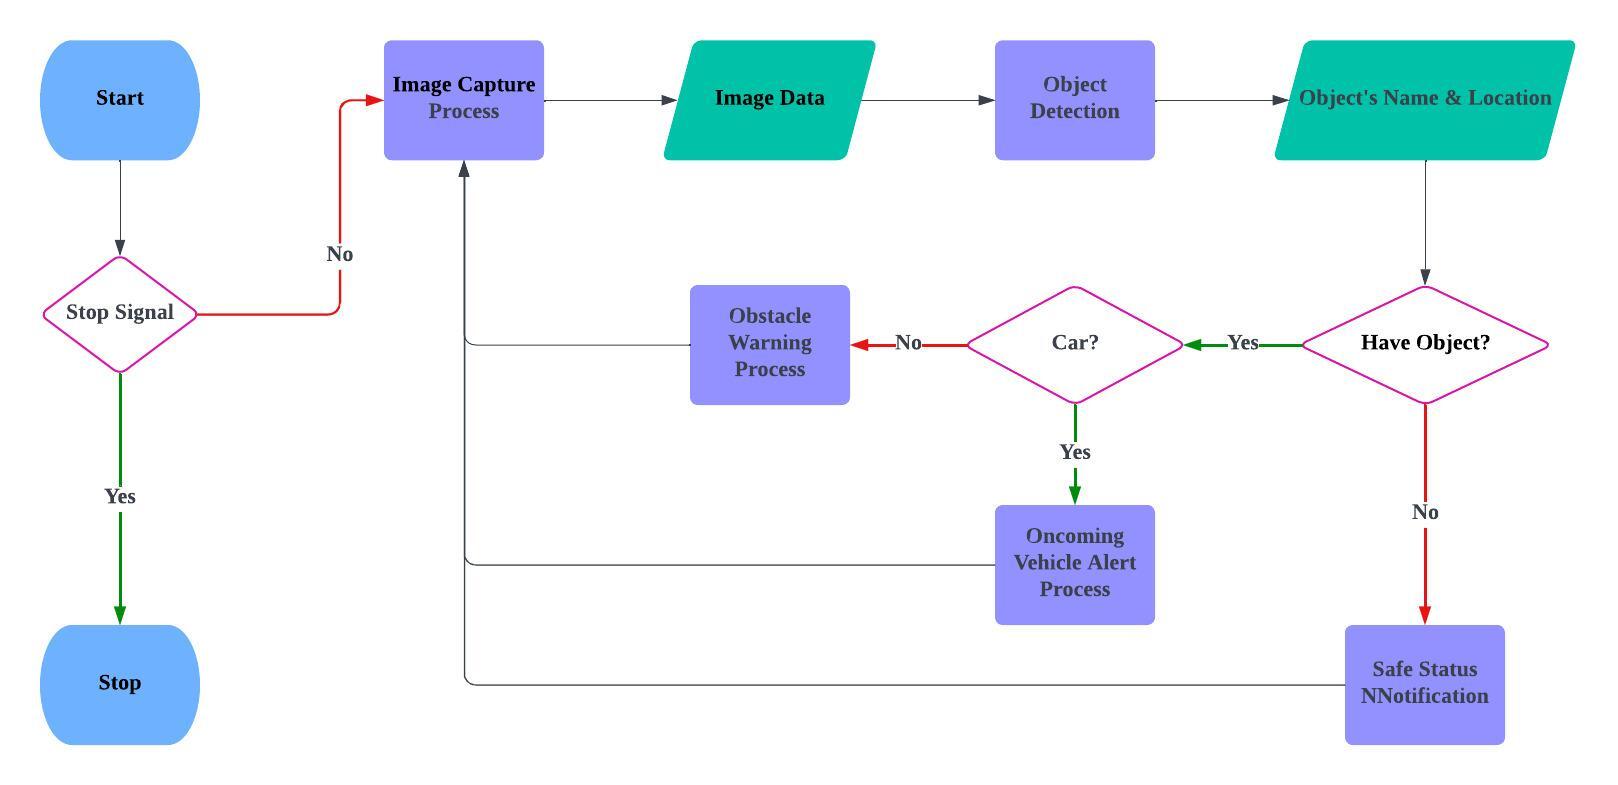 Start
Image Capture
Process
Image Data
Object
Detection
Object's Name & Location
No
Stop Signal
Obstacle
Warning
Process
No
Car?
Yes
Have Object?
Yes
Yes
No
Oncoming
Vehicle Alert
Process
Stop
Safe Status
NNotification